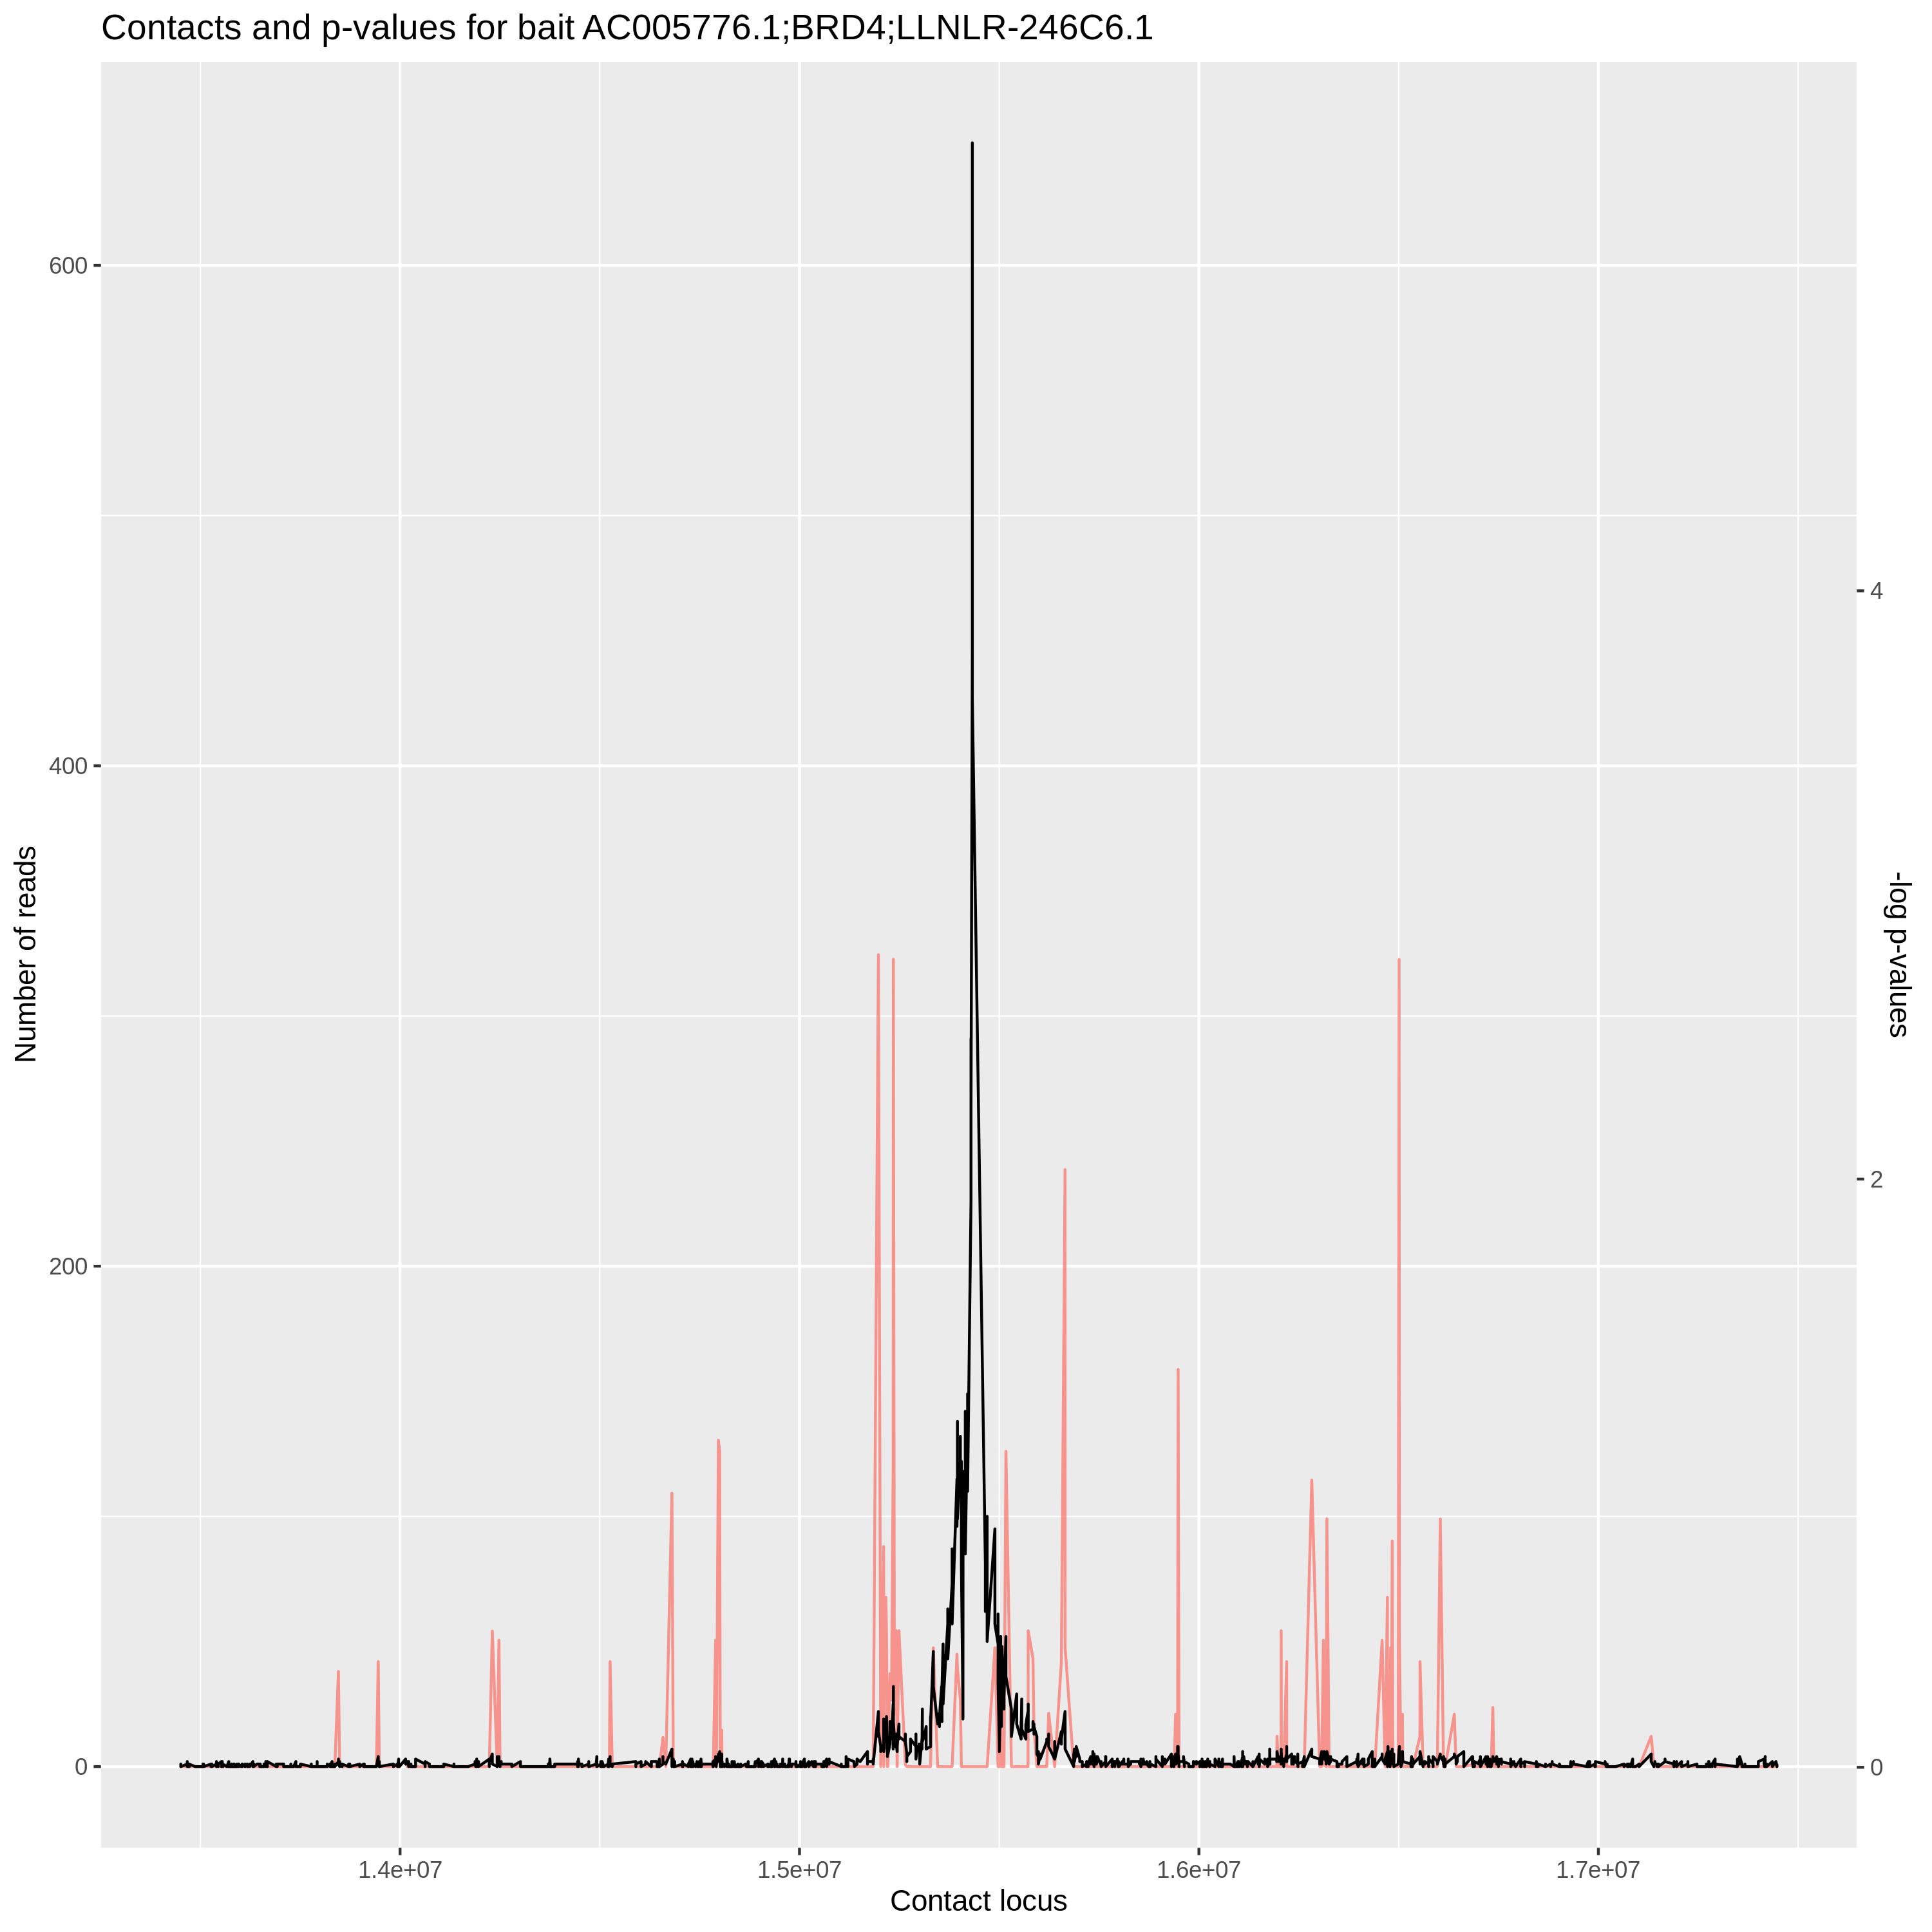 Contacts and p-values for bait AC005776.1;BRD4;LLNLR-246C6.1
600
400
200
0
Number of reads
4
2
0
-log p-values
1.4e+07
1.5e+07
1.6e+07
1.7e+07
Contact locus